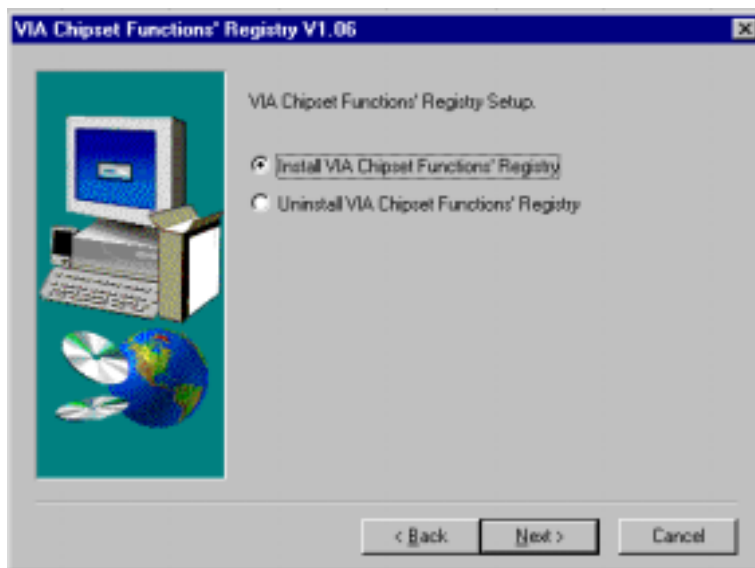 VIA Chipset Functions' Registry V1.06
VIA Chipset Functions' Registry Setup.
Install VIA Chipset Functions' Registry
Uninstall VIA Chipset Functions' Registry
< Back
Next >
Cancel